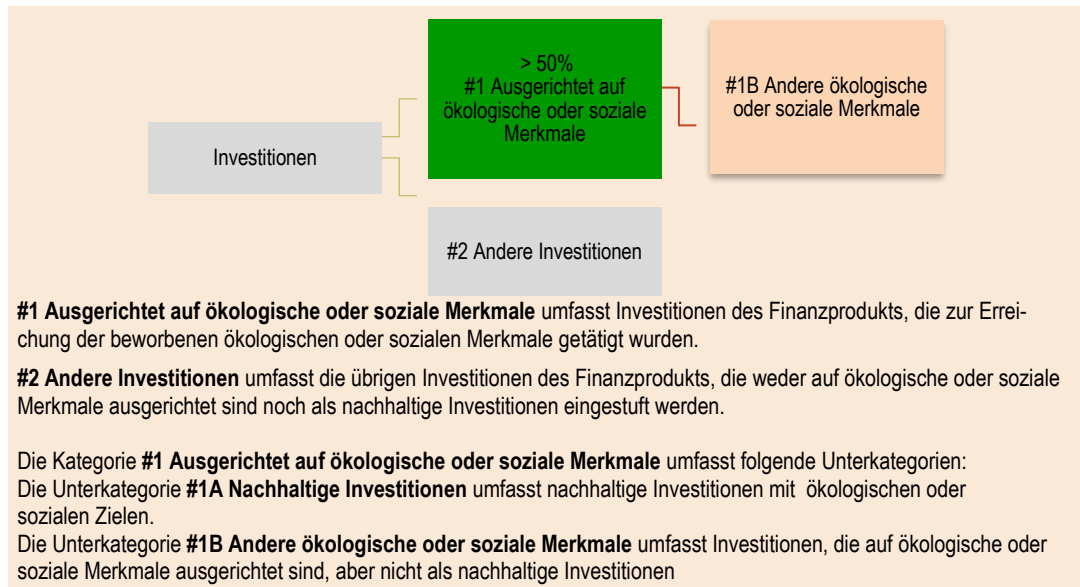 > 50%
#1 Ausgerichtet auf
ökologische oder soziale
Merkmale
#1B Andere ökologische
oder soziale Merkmale
Investitionen
#2 Andere Investitionen
#1 Ausgerichtet auf ökologische oder soziale Merkmale umfasst Investitionen des Finanzprodukts, die zur Errei-
chung der beworbenen ökologischen oder sozialen Merkmale getätigt wurden.
#2 Andere Investitionen umfasst die übrigen Investitionen des Finanzprodukts, die weder auf ökologische oder soziale
Merkmale ausgerichtet sind noch als nachhaltige Investitionen eingestuft werden.
Die Kategorie #1 Ausgerichtet auf ökologische oder soziale Merkmale umfasst folgende Unterkategorien:
Die Unterkategorie #1A Nachhaltige Investitionen umfasst nachhaltige Investitionen mit ökologischen oder
sozialen Zielen.
Die Unterkategorie #1B Andere ökologische oder soziale Merkmale umfasst Investitionen, die auf ökologische oder
soziale Merkmale ausgerichtet sind, aber nicht als nachhaltige Investitionen